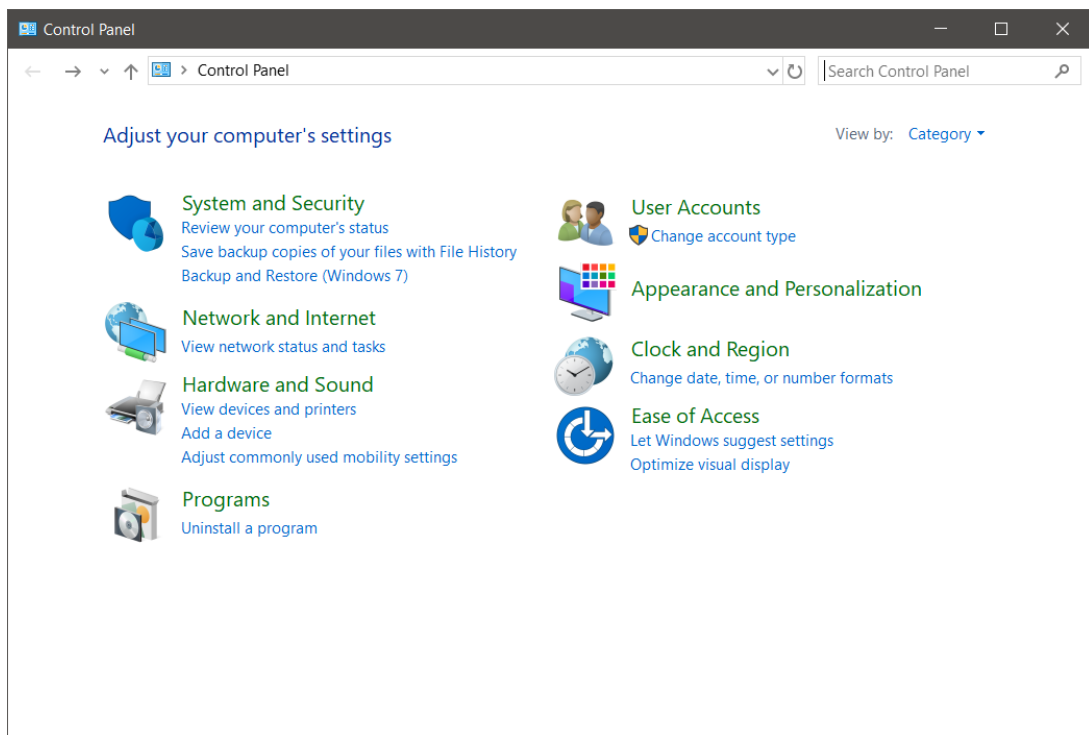 Control Panel
Control Panel
Search Control Panel
Adjust your computer's settings
View by: Category
System and Security
Review your computer's status
Save backup copies of your files with File History
Backup and Restore (Windows 7)
Network and Internet
View network status and tasks
Hardware and Sound
View devices and printers
Add a device
Adjust commonly used mobility settings
Programs
Uninstall a program
User Accounts
Change account type
Appearance and Personalization
Clock and Region
Change date, time, or number formats
Ease of Access
Let Windows suggest settings
Optimize visual display